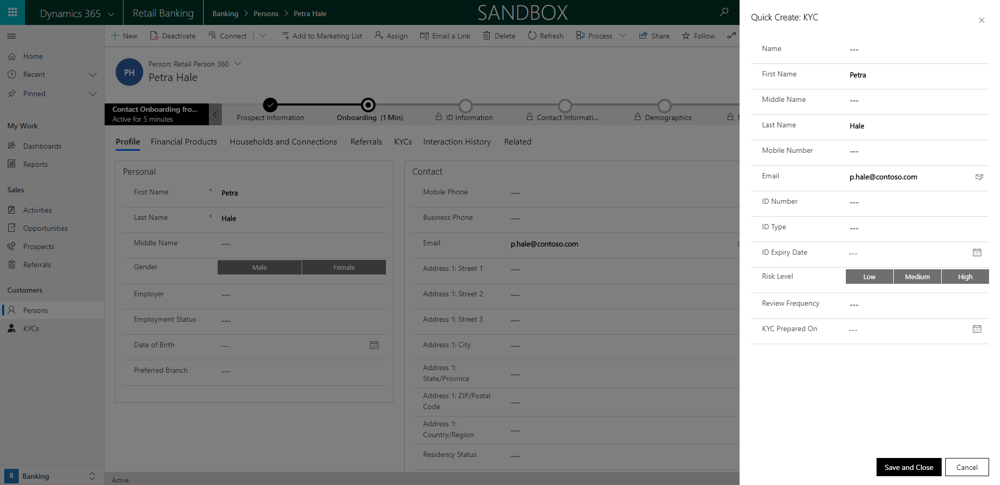 Dynamics 365
Retail Banking
Banking > Persons > Petra Hale
SANDBOX
New
Deactivate
Connect
Add to Marketing List
Assign
Email a Link
Delete
Refresh
Process
Share
Follow
Home
Recent
Pinned
My Work
Dashboards
Reports
Sales
Activities
Opportunities
Prospects
Referrals
Customers
Persons
KYCs
B Banking
PH
Person: Retail Person 360
Petra Hale
Contact Onboarding fro...
Active for 5 minutes
Prospect Information
Onboarding (1 Min)
ID Information
Contact Informati...
Demographics
Profile
Financial Products
Households and Connections
Referrals
KYCs
Interaction History
Related
Personal
First Name + Petra
Last Name * Hale
Middle Name ---
Gender Male Female
Employer ---
Employment Status ---
Date of Birth ---
Preferred Branch ---
Contact
Mobile Phone ---
Business Phone ---
Email p.hale@contoso.com
Address 1: Street 1 ---
Address 1: Street 2 ---
Address 1: Street 3 ---
Address 1: City ---
Address 1:
State/Province ---
Address 1: ZIP/Postal
Code ---
Address 1:
Country/Region ---
Residency Status ---
Active
Quick Create: KYC
Name ---
First Name Petra
Middle Name ---
Last Name Hale
Mobile Number ---
Email p.hale@contoso.com
ID Number ---
ID Type ---
ID Expiry Date ---
Risk Level Low Medium High
Review Frequency ---
KYC Prepared On ---
Save and Close
Cancel